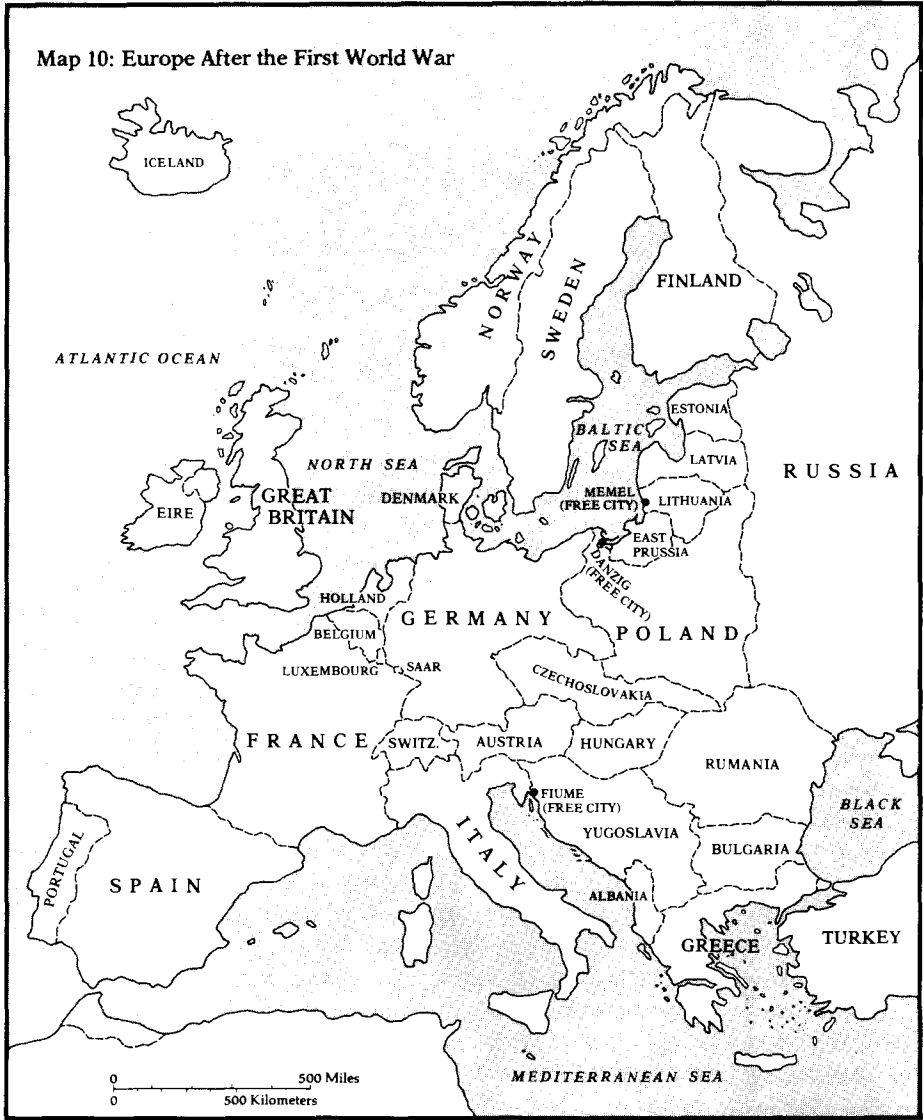 Map 10: Europe After the First World War
ICELAND
NORWAY
SWEDEN
FINLAND
ATLANTIC OCEAN
ESTONIA
BALTIC
SEA
LATVIA
RUSSIA
NORTH SEA
DENMARK
MEMEL
(FREE CITY)
LITHUANIA
EIRE
GREAT
BRITAIN
EAST
PRUSSIA
DANZIG
(FREE CITY)
HOLLAND
GERMANY
POLAND
BELGIUM
LUXEMBOURG
SAAR
CZECHOSLOVAKIA
FRANCE
SWITZ.
AUSTRIA
HUNGARY
RUMANIA
FIUME
(FREE CITY)
BLACK
SEA
ITALY
YUGOSLAVIA
BULGARIA
PORTUGAL
SPAIN
ALBANIA
GREECE
TURKEY
MEDITERRANEAN SEA
0 500 Miles
0 500 Kilometers